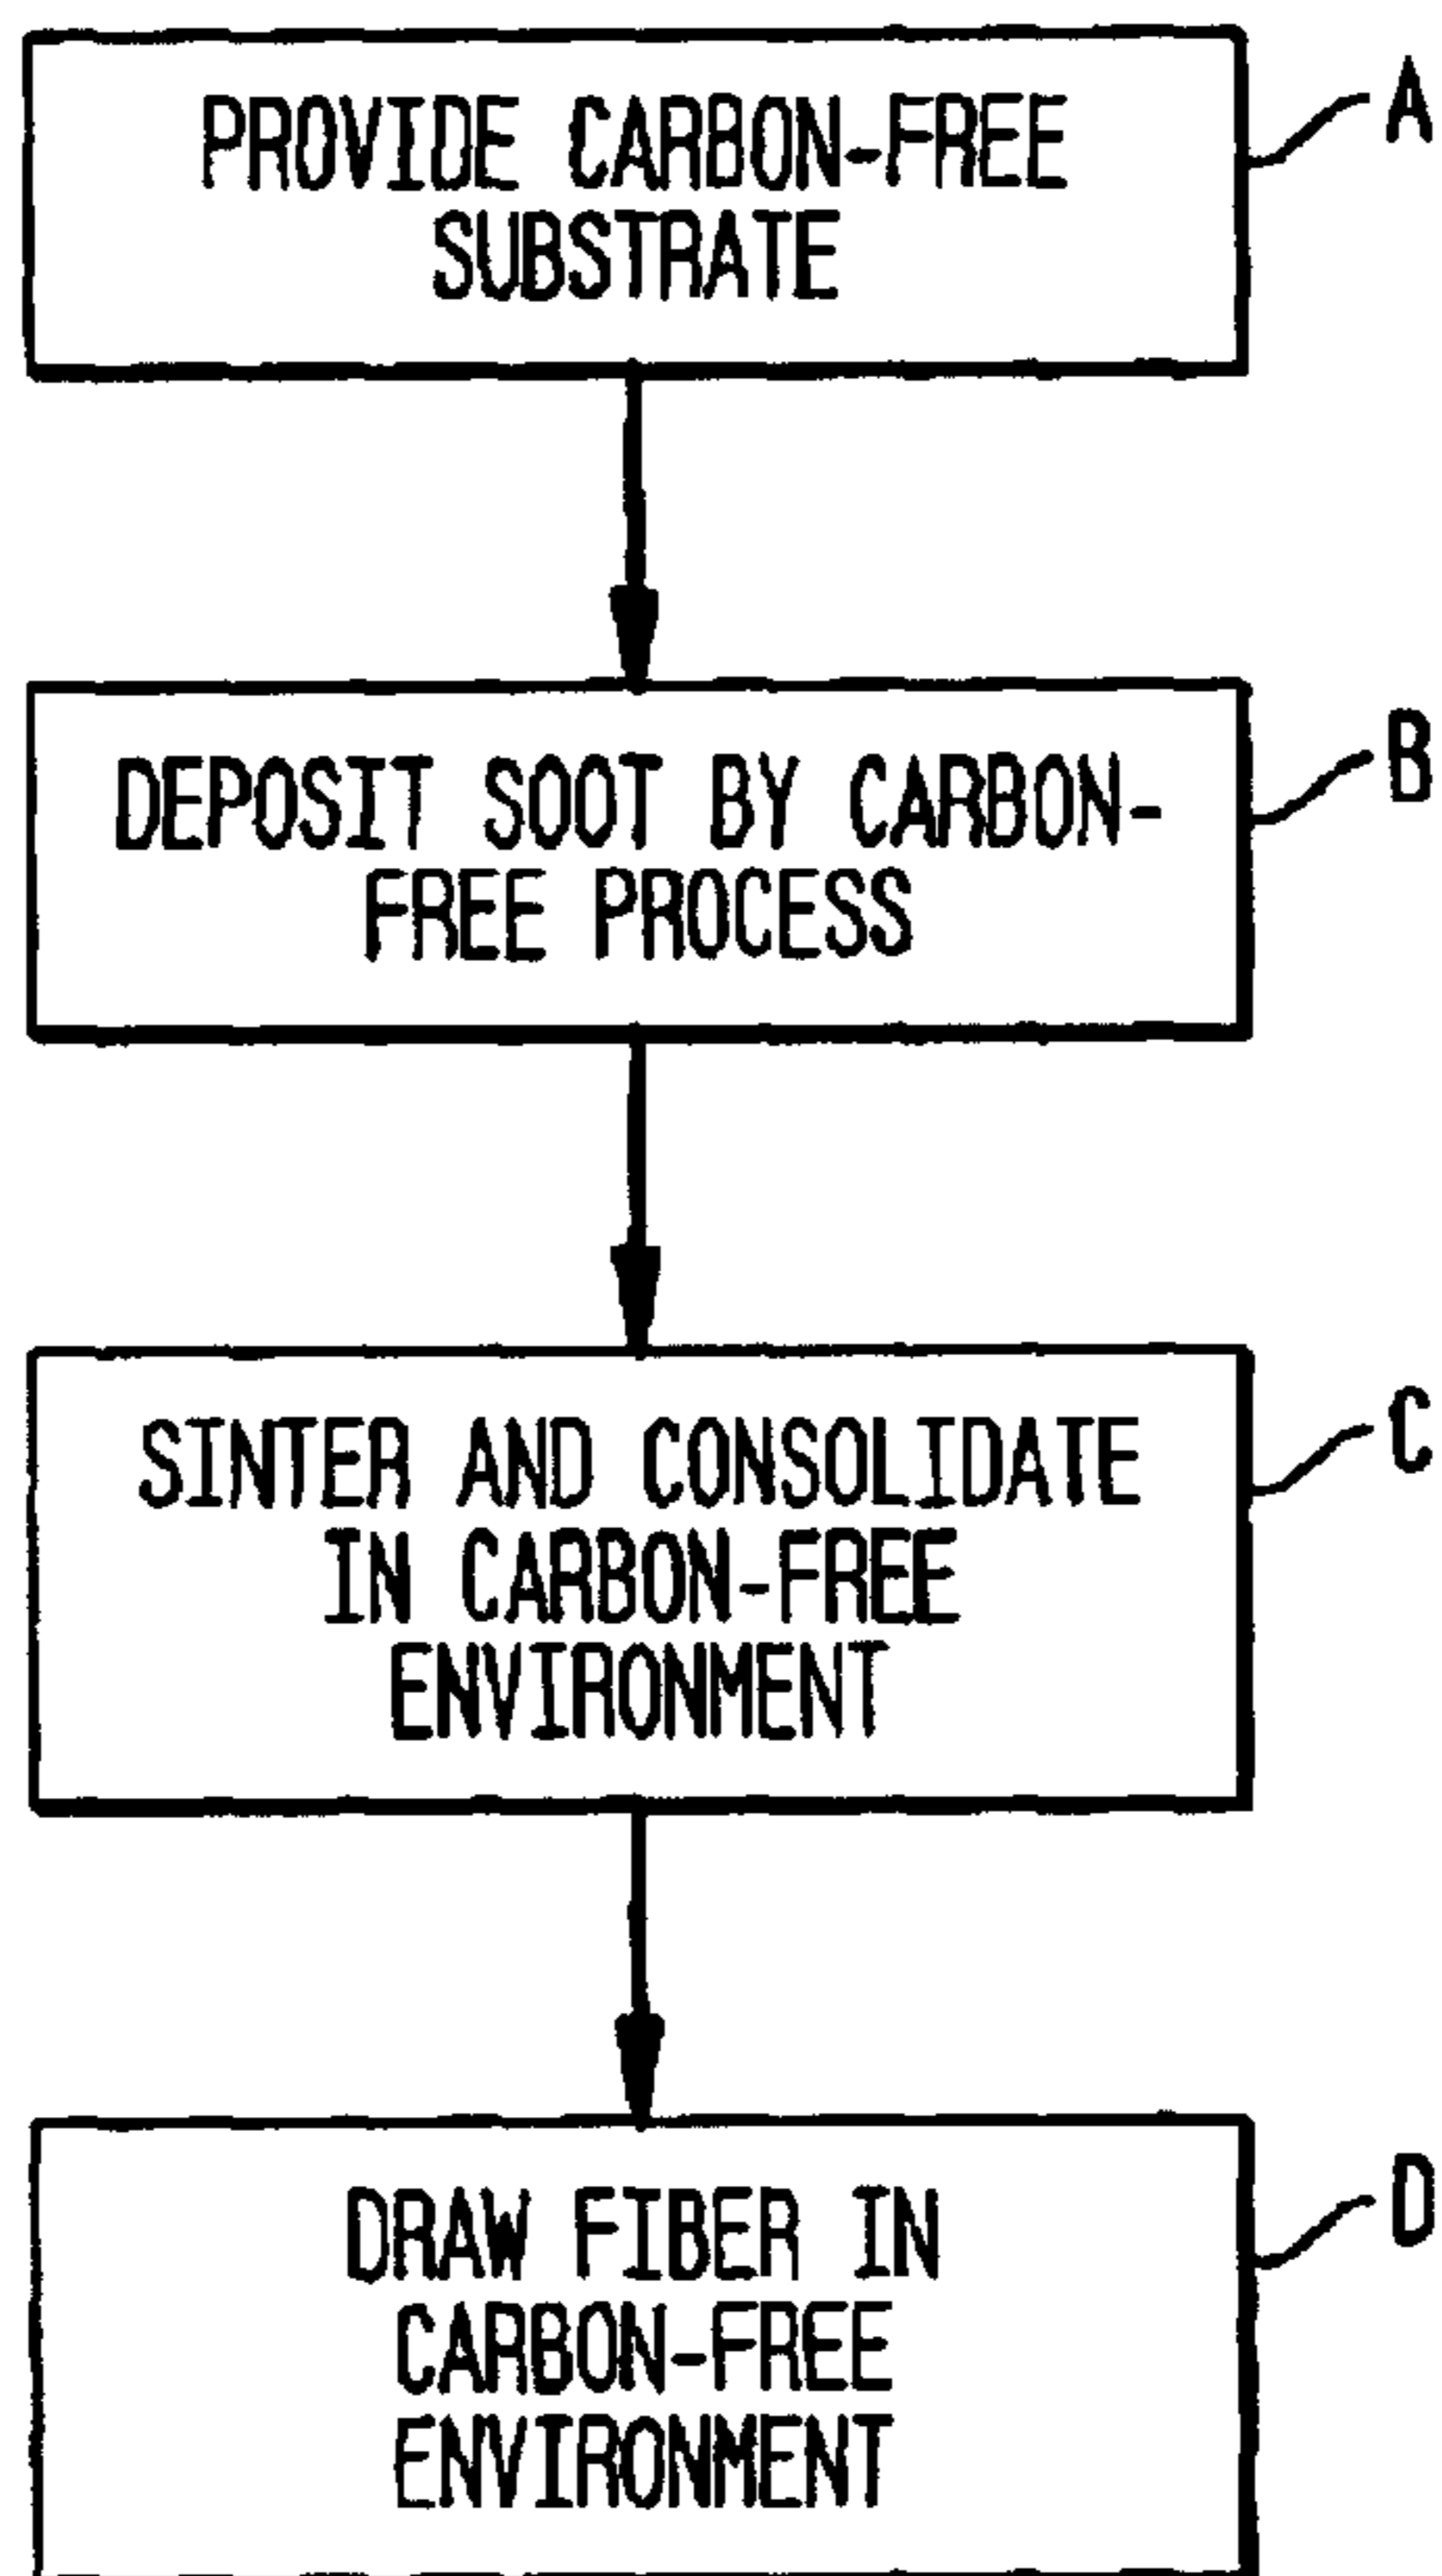 PROVIDE CARBON-FREE
SUBSTRATE
A
DEPOSIT SOOT BY CARBON-
FREE PROCESS
B
SINTER AND CONSOLIDATE
IN CARBON-FREE
ENVIRONMENT
C
DRAW FIBER IN
CARBON-FREE
ENVIRONMENT
D